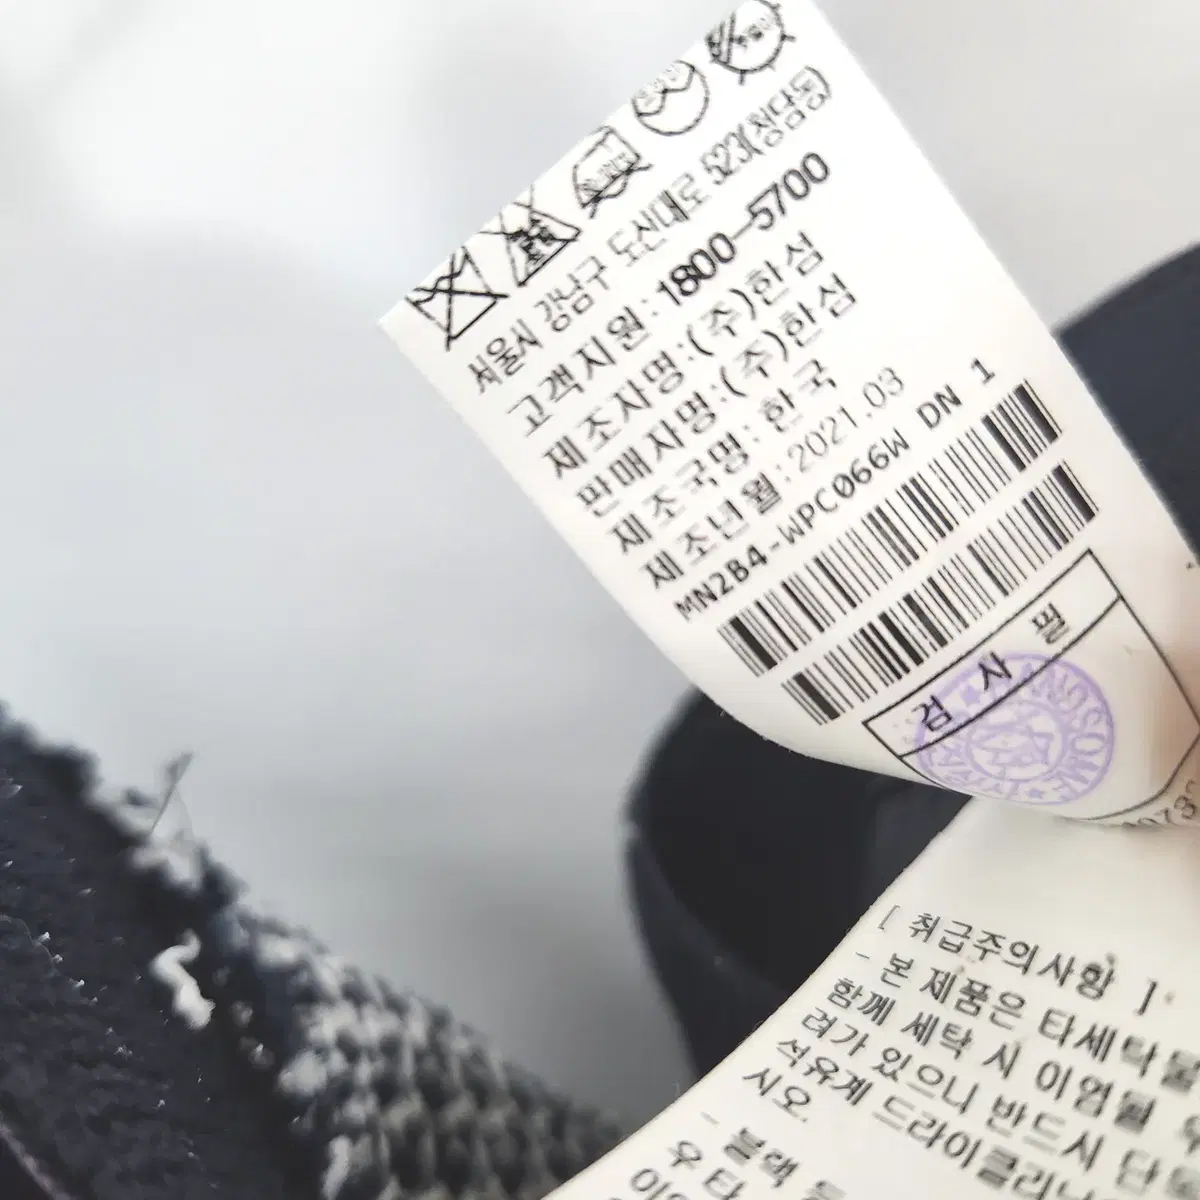 서울시 강남구 도산대로 523(청담동)
고객지원: 1800-5700
제조자명:(주)한섬
판매자명:(주)한섬
제조국명: 한국
제조년월:2021.03
MN2B4-WPC066W DN 1
검 사 필
HANDSOME
[ 취급주의사항 ]
- 본 제품은 타세탁물
함께 세탁 시 이염될
려가 있으니 반드시 단독
석유계 드라이클리닝
시오.
- 블랙